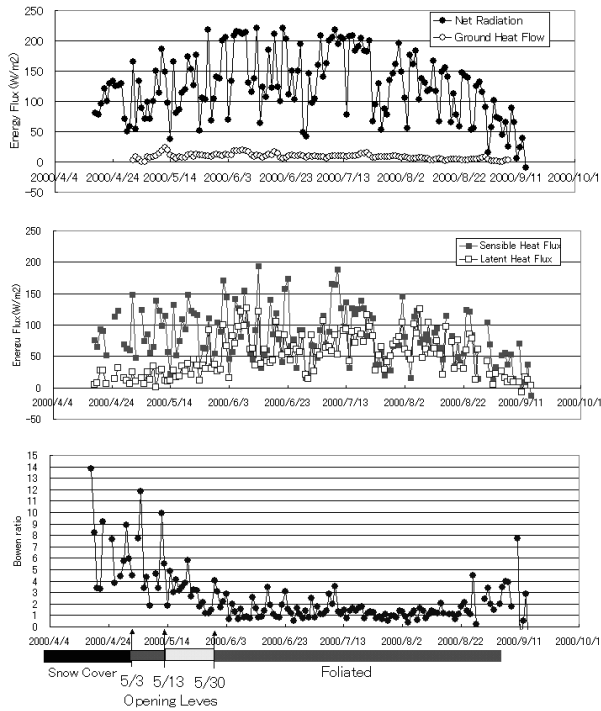 250
Net Radiation
Ground Heat Flow
200
150
100
50
0
-50
Energy Flux (W/m2)
2000/4/4 2000/4/24 2000/5/14 2000/6/3 2000/6/23 2000/7/13 2000/8/2 2000/8/22 2000/9/11 2000/10/1
250
Sensible Heat Flux
Latent Heat Flux
200
150
100
50
0
-50
Energu Flux(W/m2)
2000/4/4 2000/4/24 2000/5/14 2000/6/3 2000/6/23 2000/7/13 2000/8/2 2000/8/22 2000/9/11 2000/10/1
15
14
13
12
11
10
9
8
7
6
5
4
3
2
1
0
Bowen ratio
2000/4/4 2000/4/24 2000/5/14 2000/6/3 2000/6/23 2000/7/13 2000/8/2 2000/8/22 2000/9/11 2000/10/1
Snow Cover 5/3 5/13 5/30 Foliated
Opening Leves